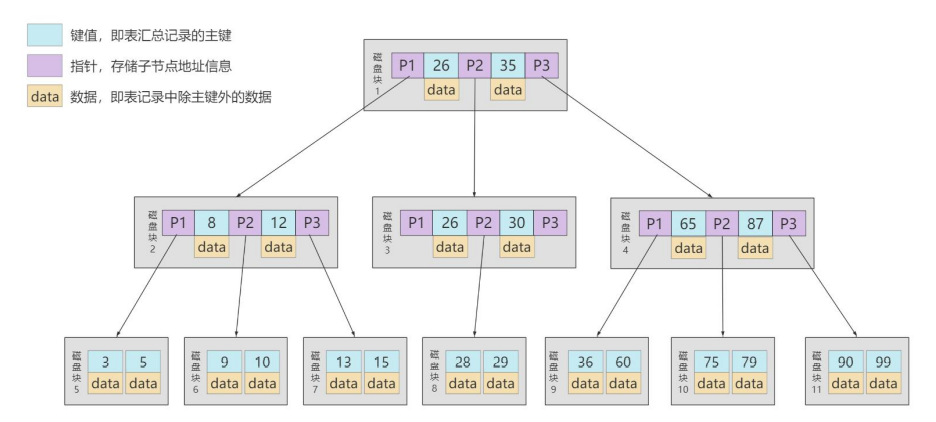 键值，即表汇总记录的主键
指针，存储子节点地址信息
data 数据，即表记录中除主键外的数据
磁盘块1 P1 26 P2 35 P3
data data
磁盘块2 P1 8 P2 12 P3
data data
磁盘块3 P1 26 P2 30 P3
data data
磁盘块4 P1 65 P2 87 P3
data data
磁盘块5 3 5
data data
磁盘块6 9 10
data data
磁盘块7 13 15
data data
磁盘块8 28 29
data data
磁盘块9 36 60
data data
磁盘块10 75 79
data data
磁盘块11 90 99
data data